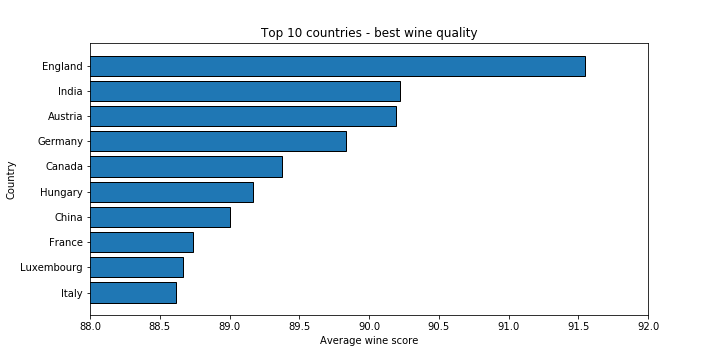 Top 10 countries - best wine quality
Country
England
India
Austria
Germany
Canada
Hungary
China
France
Luxembourg
Italy
88.0 88.5 89.0 89.5 90.0 90.5 91.0 91.5 92.0
Average wine score